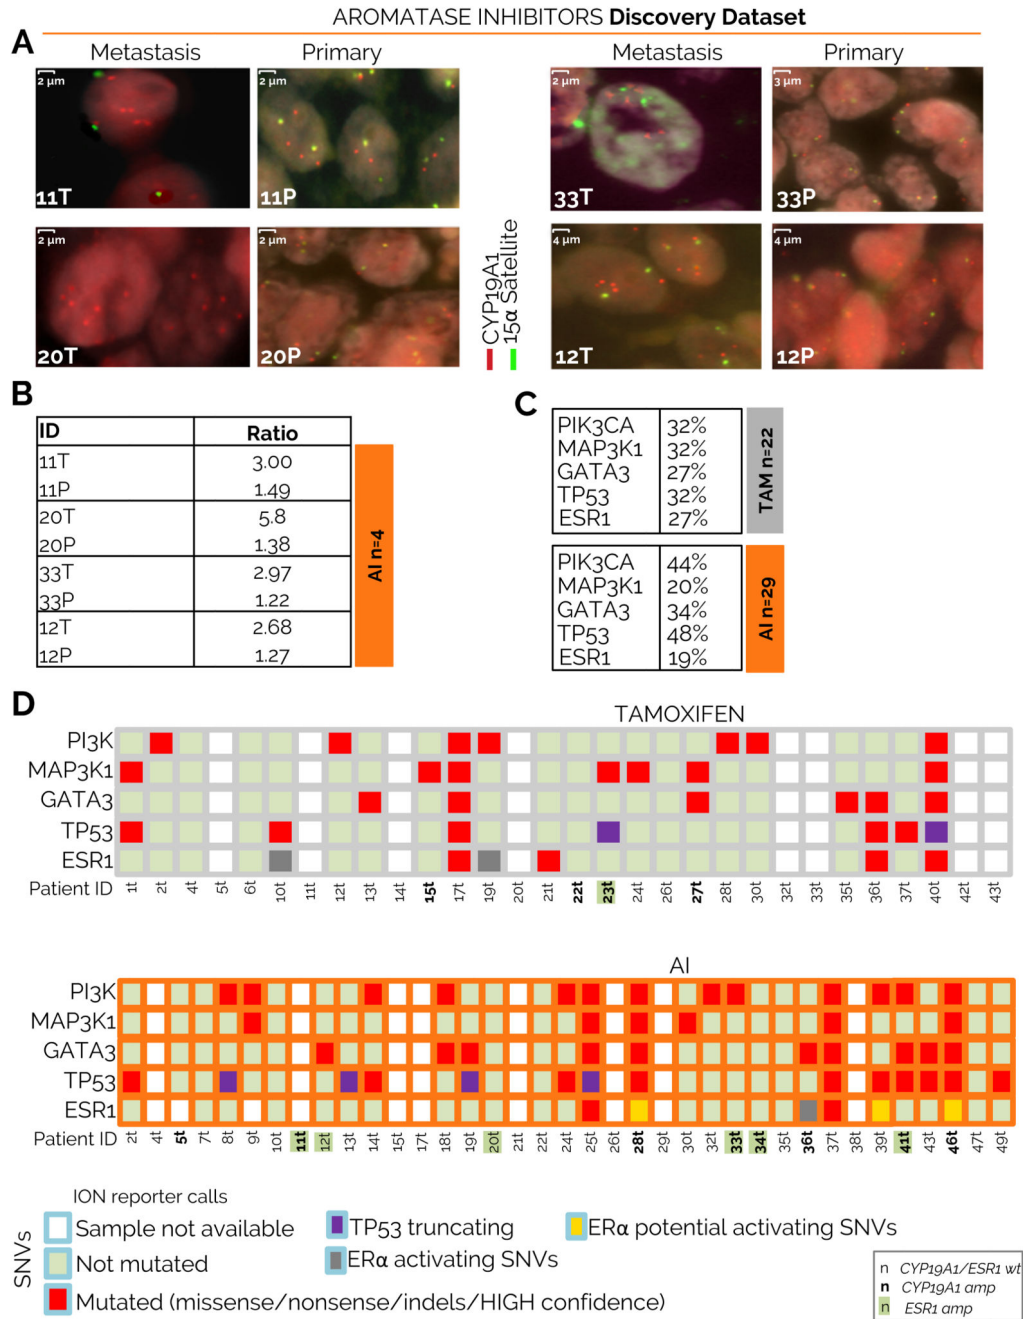 AROMATASE INHIBITORS Discovery Dataset
A
Metastasis Primary Metastasis Primary
2 μm 2 μm 2 μm 3 μm
11T 11P 33T 33P
2 μm 2 μm 4 μm 4 μm
20T 20P 12T 12P
CYP19A1
15α Satellite
B
ID Ratio
11T 3.00
11P 1.49
20T 5.8
20P 1.38
33T 2.97
33P 1.22
12T 2.68
12P 1.27
AI n=4
C
PIK3CA 32%
MAP3K1 32%
GATA3 27%
TP53 32%
ESR1 27%
TAM n=22
PIK3CA 44%
MAP3K1 20%
GATA3 34%
TP53 48%
ESR1 19%
AI n=29
D
TAMOXIFEN
PI3K
MAP3K1
GATA3
TP53
ESR1
Patient ID 1t 2t 4t 5t 6t 10t 11t 12t 13t 14t 15t 17t 19t 20t 21t 22t 23t 24t 26t 27t 28t 30t 32t 33t 35t 36t 37t 40t 42t 43t
AI
PI3K
MAP3K1
GATA3
TP53
ESR1
Patient ID 2t 4t 5t 7t 8t 9t 10t 11t 12t 13t 14t 15t 17t 18t 19t 20t 21t 22t 24t 25t 26t 28t 29t 30t 32t 33t 34t 35t 36t 37t 38t 39t 41t 43t 46t 47t 49t
ION reporter calls
SNVs
Sample not available
TP53 truncating
ERα potential activating SNVs
Not mutated
ERα activating SNVs
Mutated (missense/nonsense/indels/HIGH confidence)
n CYP19A1/ESR1 wt
n CYP19A1 amp
n ESR1 amp